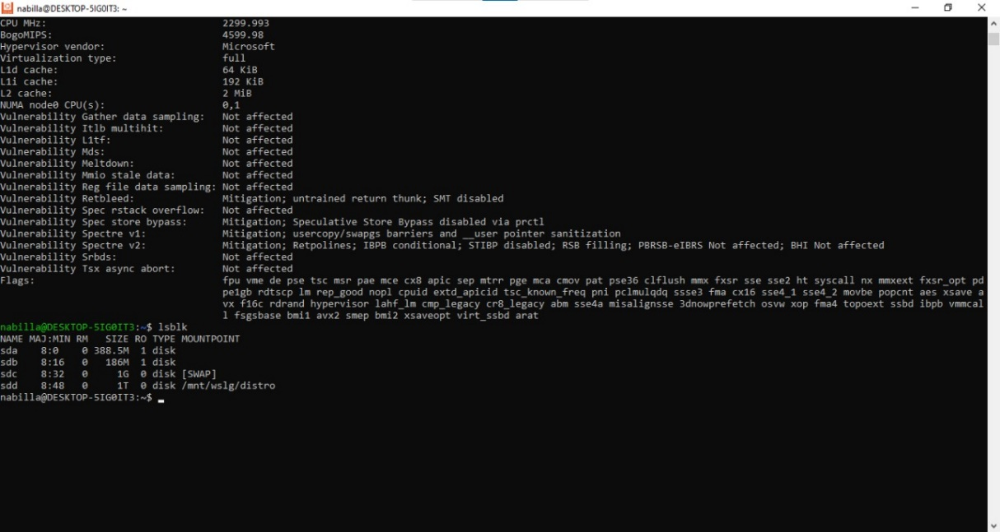 nabilla@DESKTOP-5IG0IT3: ~
CPU MHz: 2299.993
BogoMIPS: 4599.98
Hypervisor vendor: Microsoft
Virtualization type: full
L1d cache: 64 KiB
L1i cache: 192 KiB
L2 cache: 2 MiB
NUMA node0 CPU(s): 0,1
Vulnerability Gather data sampling: Not affected
Vulnerability Itlb multihit: Not affected
Vulnerability L1tf: Not affected
Vulnerability Mds: Not affected
Vulnerability Meltdown: Not affected
Vulnerability Mmio stale data: Not affected
Vulnerability Reg file data sampling: Not affected
Vulnerability Retbleed: Mitigation; untrained return thunk; SMT disabled
Vulnerability Spec rstack overflow: Not affected
Vulnerability Spec store bypass: Mitigation; Speculative Store Bypass disabled via prctl
Vulnerability Spectre v1: Mitigation; usercopy/swapgs barriers and __user pointer sanitization
Vulnerability Spectre v2: Mitigation; Retpolines; IBPB conditional; STIBP disabled; RSB filling; PBRSB-eIBRS Not affected; BHI Not affected
Vulnerability Srbds: Not affected
Vulnerability Tsx async abort: Not affected
Flags: fpu vme de pse tsc msr pae mce cx8 apic sep mtrr pge mca cmov pat pse36 clflush mmx fxsr sse sse2 ht syscall nx mmxext fxsr_opt pd
pe1gb rdtscp lm rep_good nopl cpuid extd_apicid tsc_known_freq pni pclmulqdq ssse3 fma cx16 sse4_1 sse4_2 movbe popcnt aes xsave a
vx f16c rdrand hypervisor lahf_lm cmp_legacy cr8_legacy abm sse4a misalignsse 3dnowprefetch osvw xop fma4 topoext ssbd ibpb vmmcal
l fsgsbase bmi1 avx2 smep bmi2 xsaveopt virt_ssbd arat
nabilla@DESKTOP-5IG0IT3:~$ lsblk
NAME MAJ:MIN RM SIZE RO TYPE MOUNTPOINT
sda 8:0 0 388.5M 1 disk
sdb 8:16 0 186M 1 disk
sdc 8:32 0 1G 0 disk [SWAP]
sdd 8:48 0 1T 0 disk /mnt/wslg/distro
nabilla@DESKTOP-5IG0IT3:~$